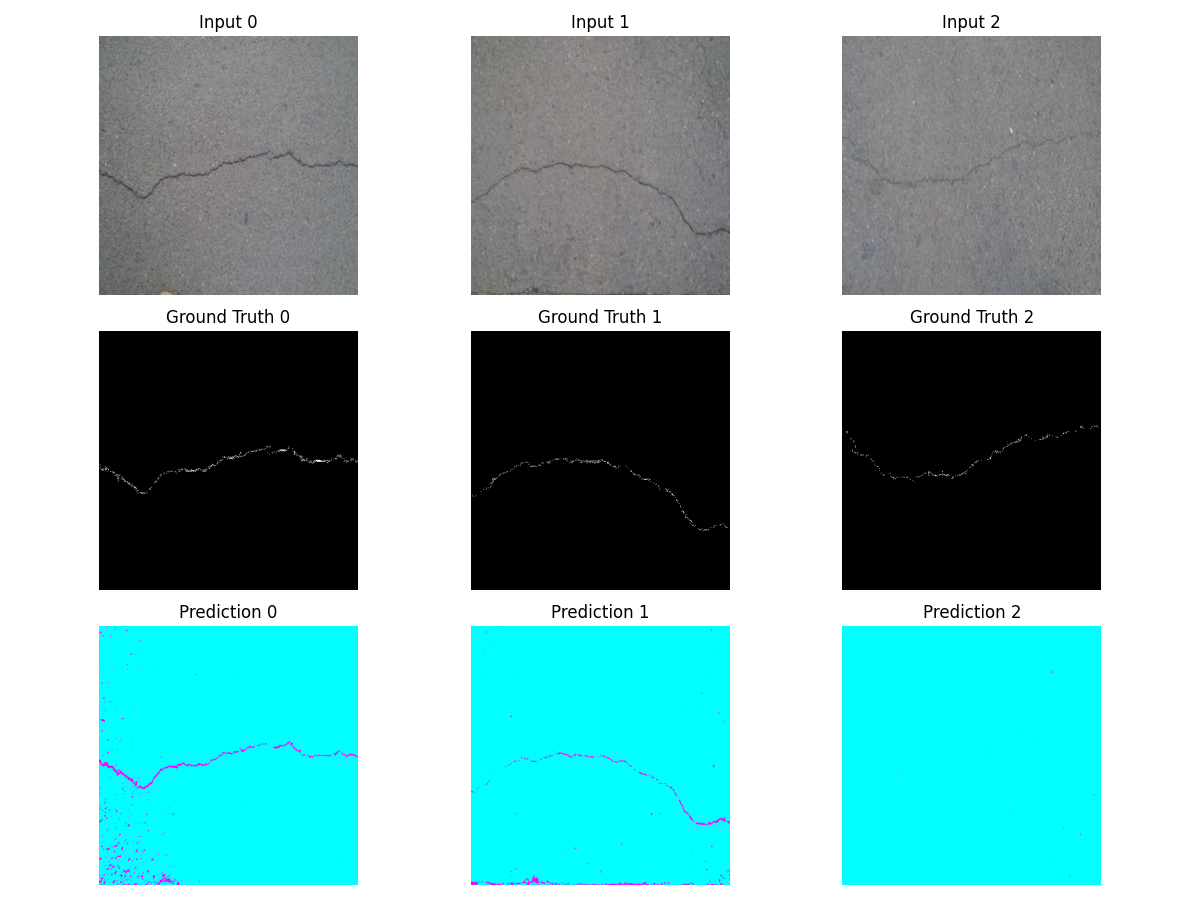 Input 0
Input 1
Input 2
Ground Truth 0
Ground Truth 1
Ground Truth 2
Prediction 0
Prediction 1
Prediction 2